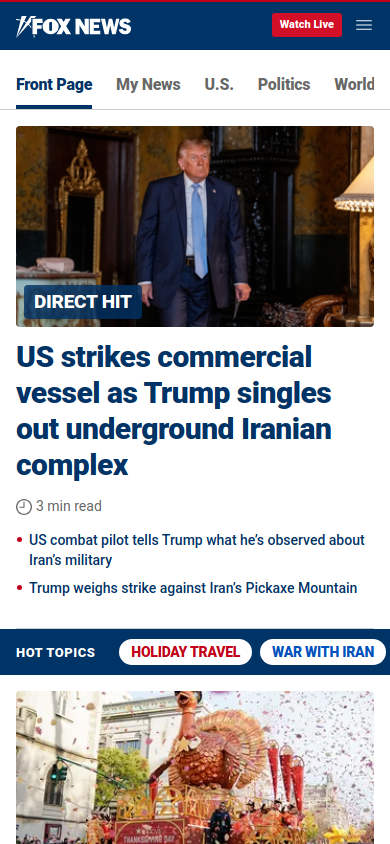 FOX NEWS
Watch Live
Front Page
My News
U.S.
Politics
World
DIRECT HIT
US strikes commercial
vessel as Trump singles
out underground Iranian
complex
3 min read
US combat pilot tells Trump what he’s observed about
Iran’s military
Trump weighs strike against Iran’s Pickaxe Mountain
HOT TOPICS
HOLIDAY TRAVEL
WAR WITH IRAN
THANKSGIVING DAY